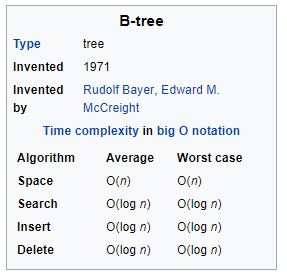 B-tree
Type tree
Invented 1971
Invented by Rudolf Bayer, Edward M. McCreight
Time complexity in big O notation
Algorithm Average Worst case
Space O(n) O(n)
Search O(log n) O(log n)
Insert O(log n) O(log n)
Delete O(log n) O(log n)